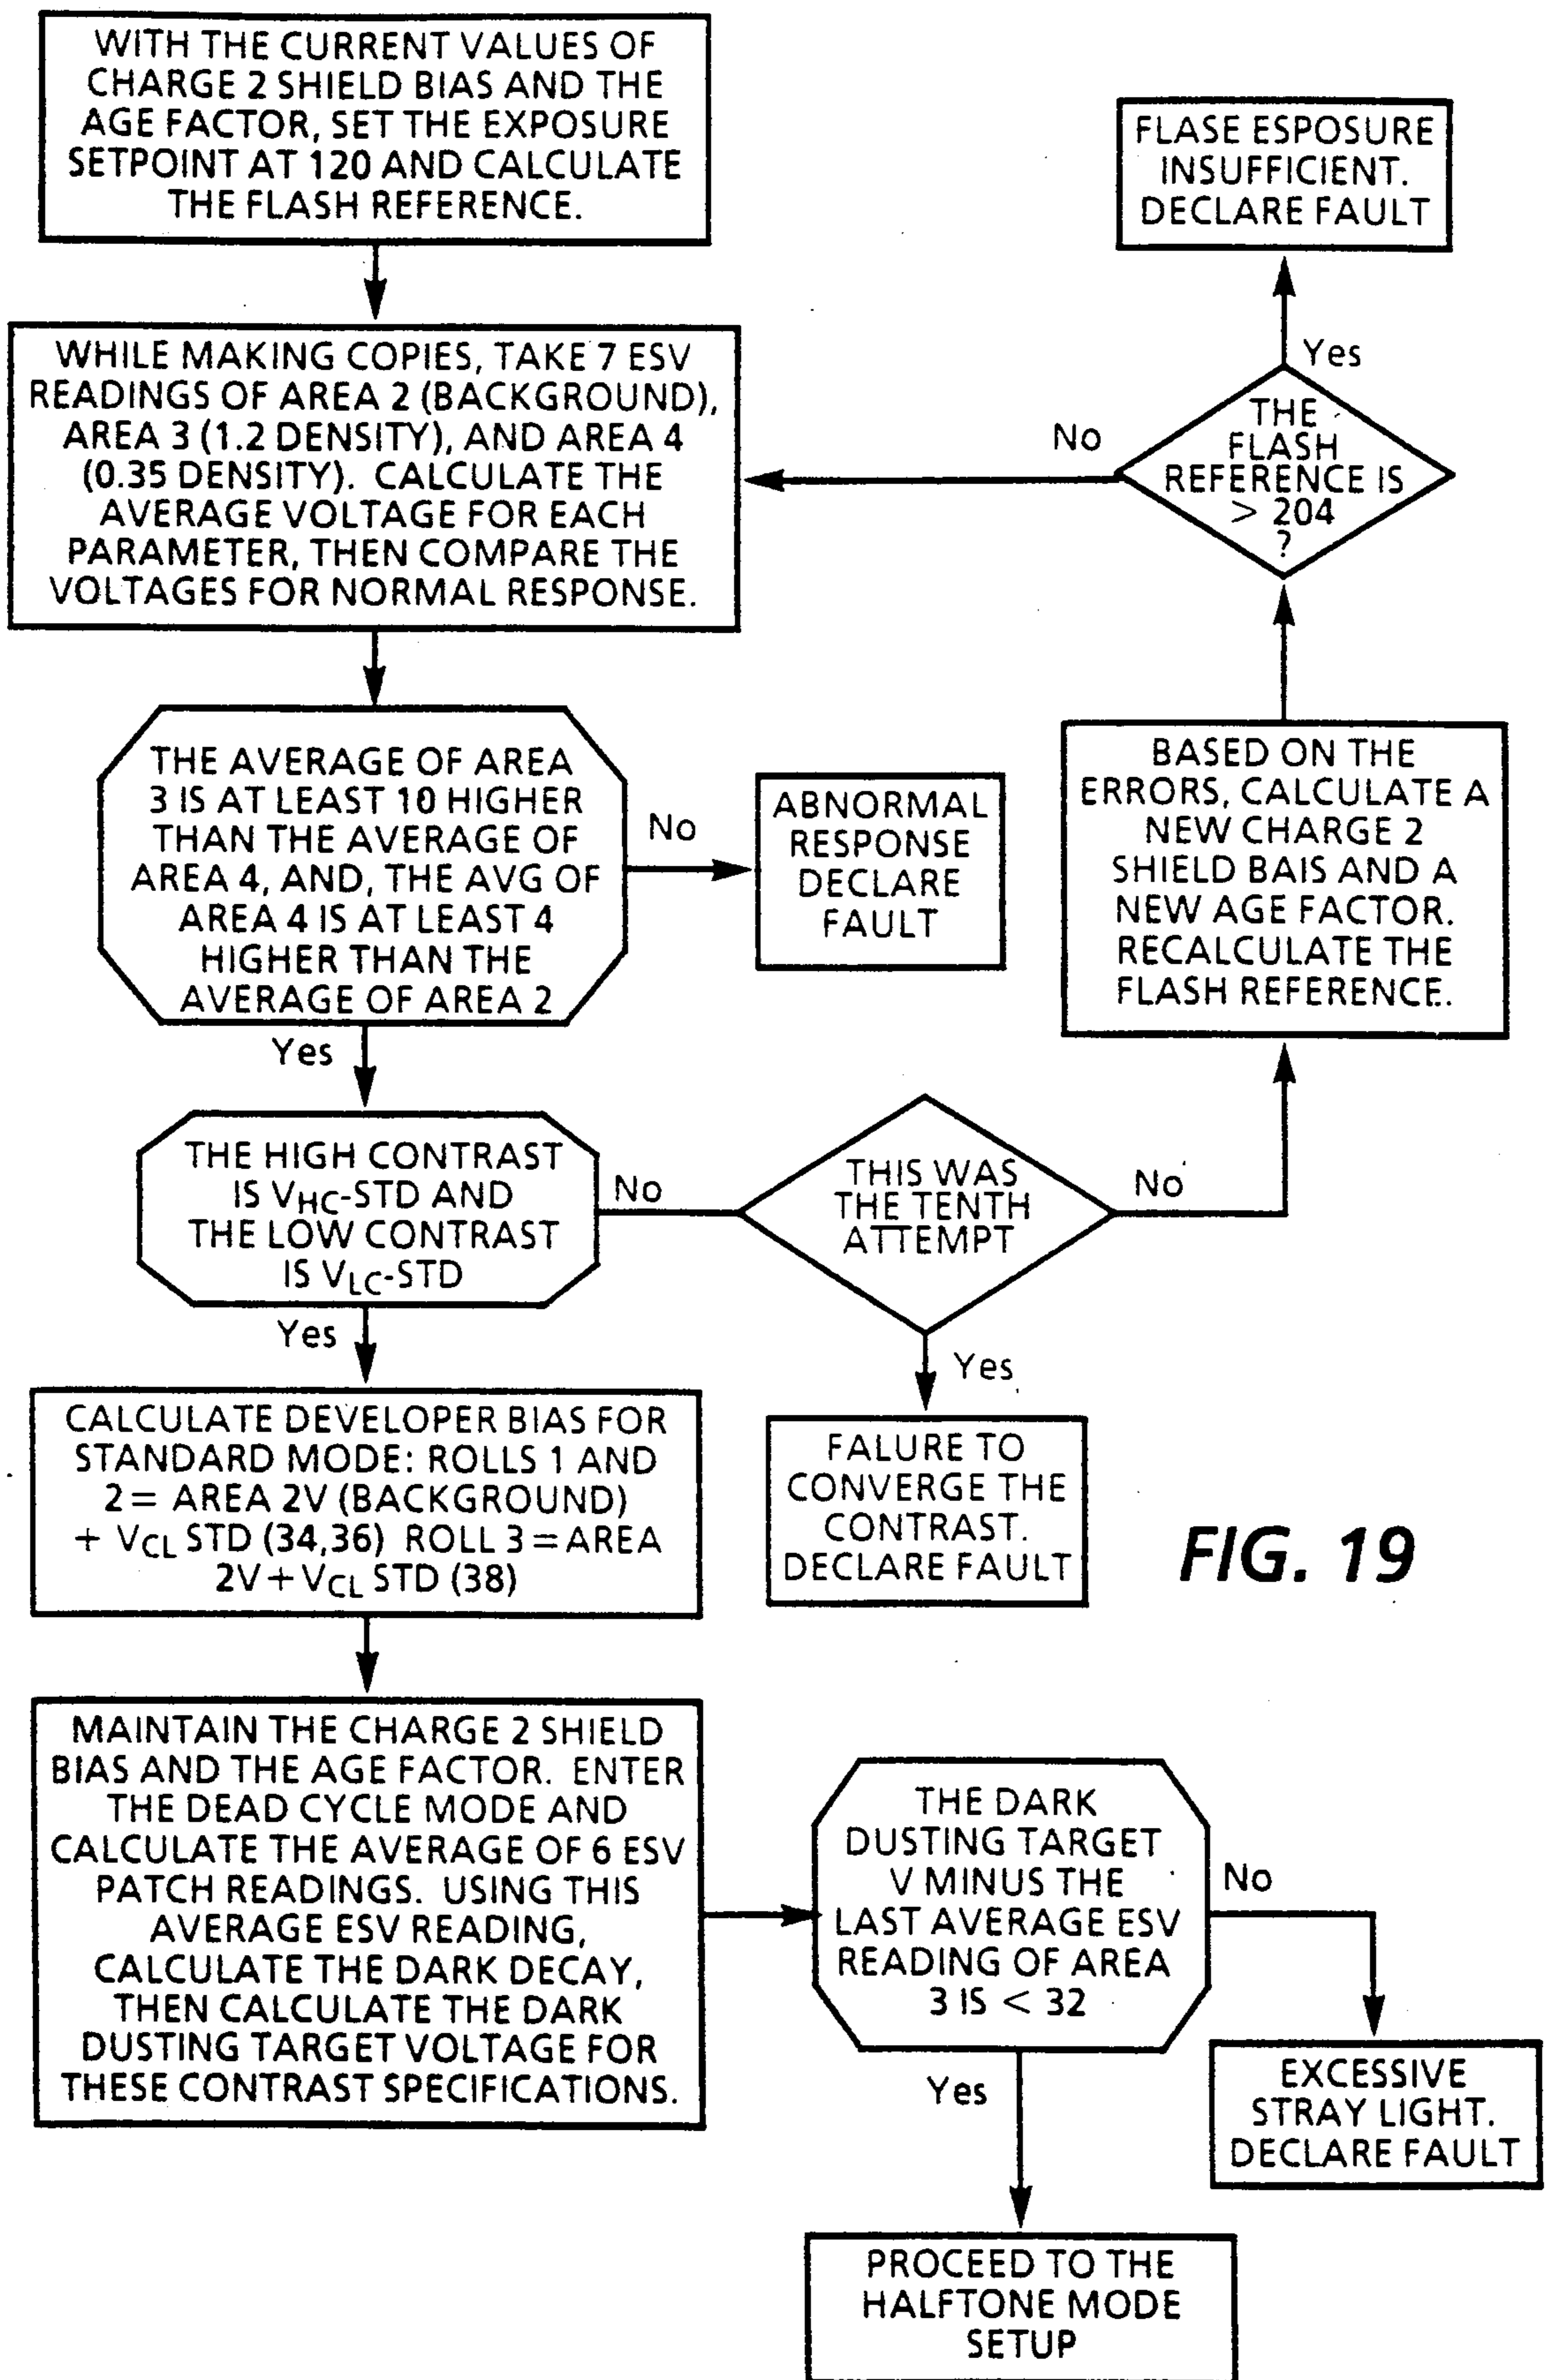 WITH THE CURRENT VALUES OF
CHARGE 2 SHIELD BIAS AND THE
AGE FACTOR, SET THE EXPOSURE
SETPOINT AT 120 AND CALCULATE
THE FLASH REFERENCE.
WHILE MAKING COPIES, TAKE 7 ESV
READINGS OF AREA 2 (BACKGROUND),
AREA 3 (1.2 DENSITY), AND AREA 4
(0.35 DENSITY). CALCULATE THE
AVERAGE VOLTAGE FOR EACH
PARAMETER, THEN COMPARE THE
VOLTAGES FOR NORMAL RESPONSE.
THE AVERAGE OF AREA
3 IS AT LEAST 10 HIGHER
THAN THE AVERAGE OF
AREA 4, AND, THE AVG OF
AREA 4 IS AT LEAST 4
HIGHER THAN THE
AVERAGE OF AREA 2
No
ABNORMAL
RESPONSE
DECLARE
FAULT
Yes
THE HIGH CONTRAST
IS VHC-STD AND
THE LOW CONTRAST
IS VLC-STD
No
THIS WAS
THE TENTH
ATTEMPT
No
BASED ON THE
ERRORS, CALCULATE A
NEW CHARGE 2
SHIELD BAIS AND A
NEW AGE FACTOR.
RECALCULATE THE
FLASH REFERENCE.
THE
FLASH
REFERENCE IS
> 204
?
No
Yes
FLASE ESPOSURE
INSUFFICIENT.
DECLARE FAULT
Yes
FALURE TO
CONVERGE THE
CONTRAST.
DECLARE FAULT
Yes
CALCULATE DEVELOPER BIAS FOR
STANDARD MODE: ROLLS 1 AND
2 = AREA 2V (BACKGROUND)
+ VCL STD (34,36) ROLL 3 = AREA
2V + VCL STD (38)
MAINTAIN THE CHARGE 2 SHIELD
BIAS AND THE AGE FACTOR. ENTER
THE DEAD CYCLE MODE AND
CALCULATE THE AVERAGE OF 6 ESV
PATCH READINGS. USING THIS
AVERAGE ESV READING,
CALCULATE THE DARK DECAY,
THEN CALCULATE THE DARK
DUSTING TARGET VOLTAGE FOR
THESE CONTRAST SPECIFICATIONS.
THE DARK
DUSTING TARGET
V MINUS THE
LAST AVERAGE ESV
READING OF AREA
3 IS < 32
No
EXCESSIVE
STRAY LIGHT.
DECLARE FAULT
Yes
PROCEED TO THE
HALFTONE MODE
SETUP
FIG. 19